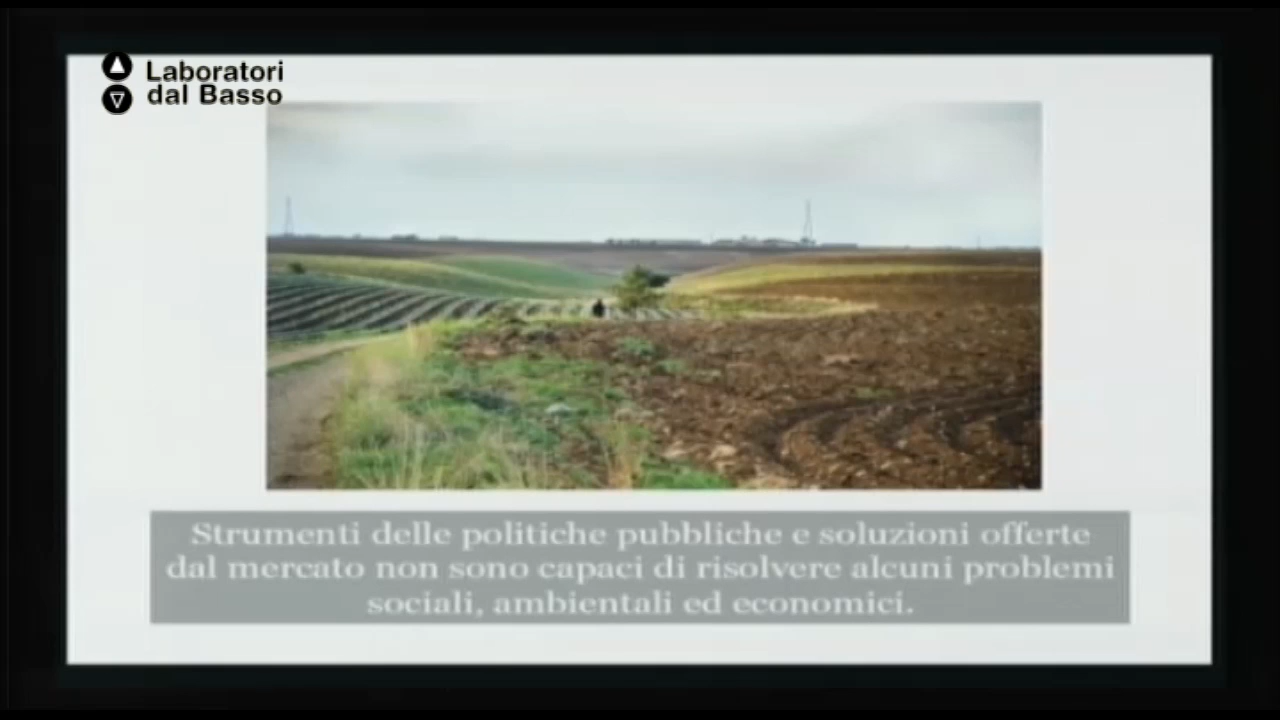 Laboratori
dal Basso
Strumenti delle politiche pubbliche e soluzioni offerte
dal mercato non sono capaci di risolvere alcuni problemi
sociali, ambientali ed economici.